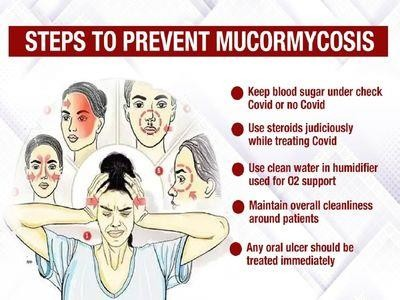 STEPS TO PREVENT MUCORMYCOSIS
Keep blood sugar under check
Covid or no Covid
Use steroids judiciously
while treating Covid
Use clean water in humidifier
used for O2 support
Maintain overall cleanliness
around patients
Any oral ulcer should be
treated immediately